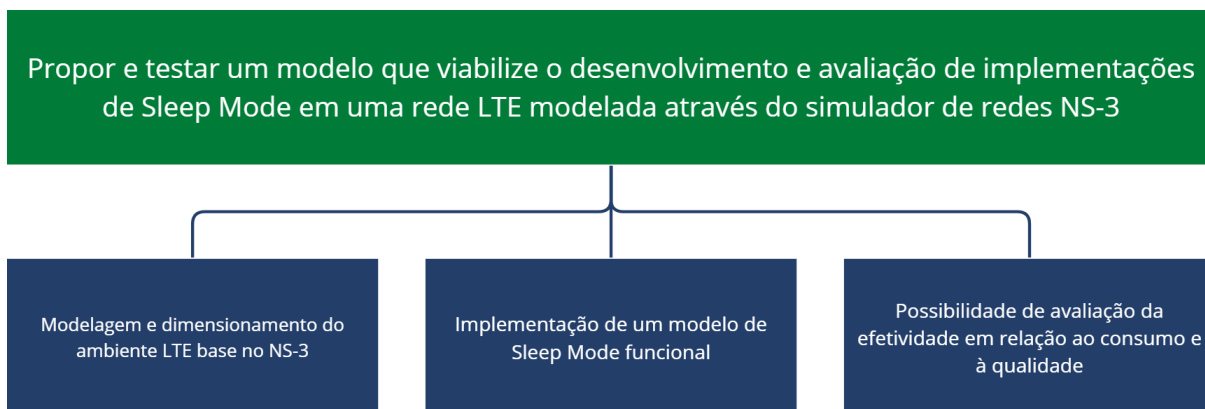 Propor e testar um modelo que viabilize o desenvolvimento e avaliação de implementações
de Sleep Mode em uma rede LTE modelada através do simulador de redes NS-3
Modelagem e dimensionamento do
ambiente LTE base no NS-3
Implementação de um modelo de
Sleep Mode funcional
Possibilidade de avaliação da
efetividade em relação ao consumo e
à qualidade